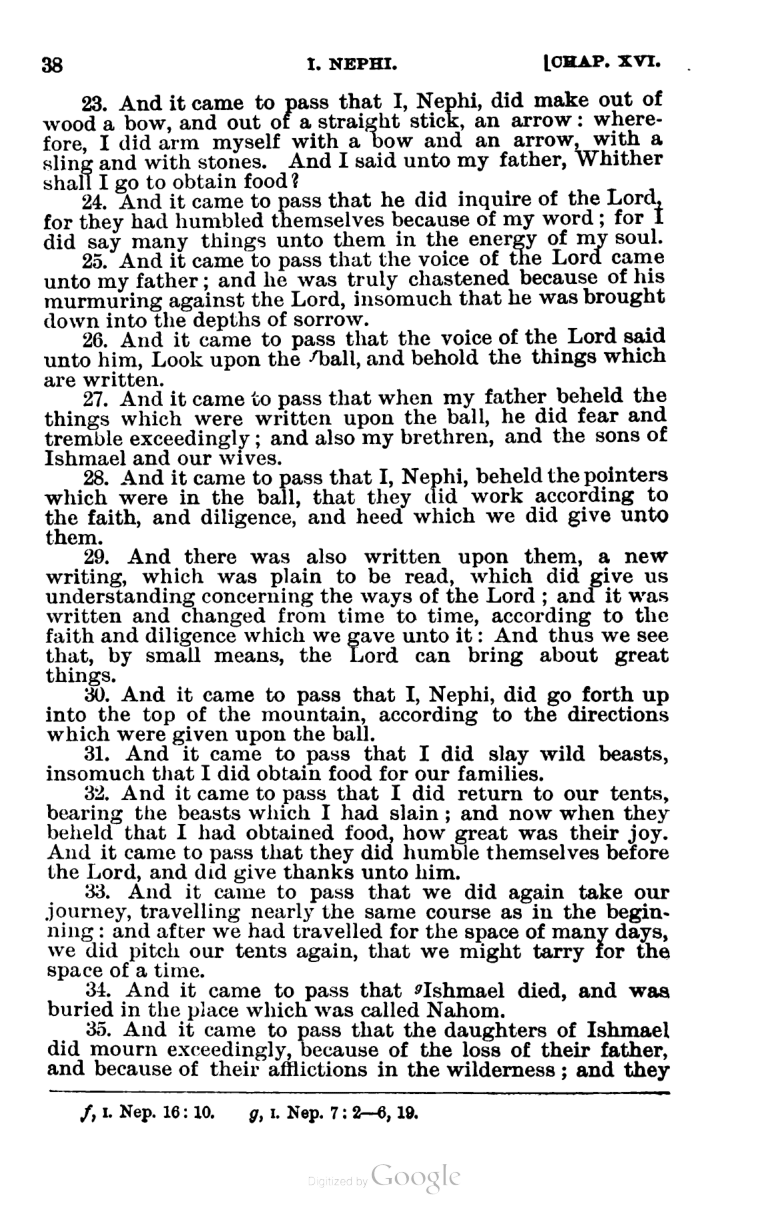 38 I. NEPHI. [CHAP. XVI.
23. And it came to pass that I, Nephi, did make out of
wood a bow, and out of a straight stick, an arrow: where-
fore, I did arm myself with a bow and an arrow, with a
sling and with stones. And I said unto my father, Whither
shall I go to obtain food?
24. And it came to pass that he did inquire of the Lord,
for they had humbled themselves because of my word; for I
did say many things unto them in the energy of my soul.
25. And it came to pass that the voice of the Lord came
unto my father; and he was truly chastened because of his
murmuring against the Lord, insomuch that he was brought
down into the depths of sorrow.
26. And it came to pass that the voice of the Lord said
unto him, Look upon the fball, and behold the things which
are written.
27. And it came to pass that when my father beheld the
things which were written upon the ball, he did fear and
tremble exceedingly; and also my brethren, and the sons of
Ishmael and our wives.
28. And it came to pass that I, Nephi, beheld the pointers
which were in the ball, that they did work according to
the faith, and diligence, and heed which we did give unto
them.
29. And there was also written upon them, a new
writing, which was plain to be read, which did give us
understanding concerning the ways of the Lord; and it was
written and changed from time to time, according to the
faith and diligence which we gave unto it: And thus we see
that, by small means, the Lord can bring about great
things.
30. And it came to pass that I, Nephi, did go forth up
into the top of the mountain, according to the directions
which were given upon the ball.
31. And it came to pass that I did slay wild beasts,
insomuch that I did obtain food for our families.
32. And it came to pass that I did return to our tents,
bearing the beasts which I had slain; and now when they
beheld that I had obtained food, how great was their joy.
And it came to pass that they did humble themselves before
the Lord, and did give thanks unto him.
33. And it came to pass that we did again take our
journey, travelling nearly the same course as in the begin-
ning: and after we had travelled for the space of many days,
we did pitch our tents again, that we might tarry for the
space of a time.
34. And it came to pass that gIshmael died, and was
buried in the place which was called Nahom.
35. And it came to pass that the daughters of Ishmael
did mourn exceedingly, because of the loss of their father,
and because of their afflictions in the wilderness; and they
f, I. Nep. 16: 10. g, I. Nep. 7: 2—6, 19.
Digitized by Google